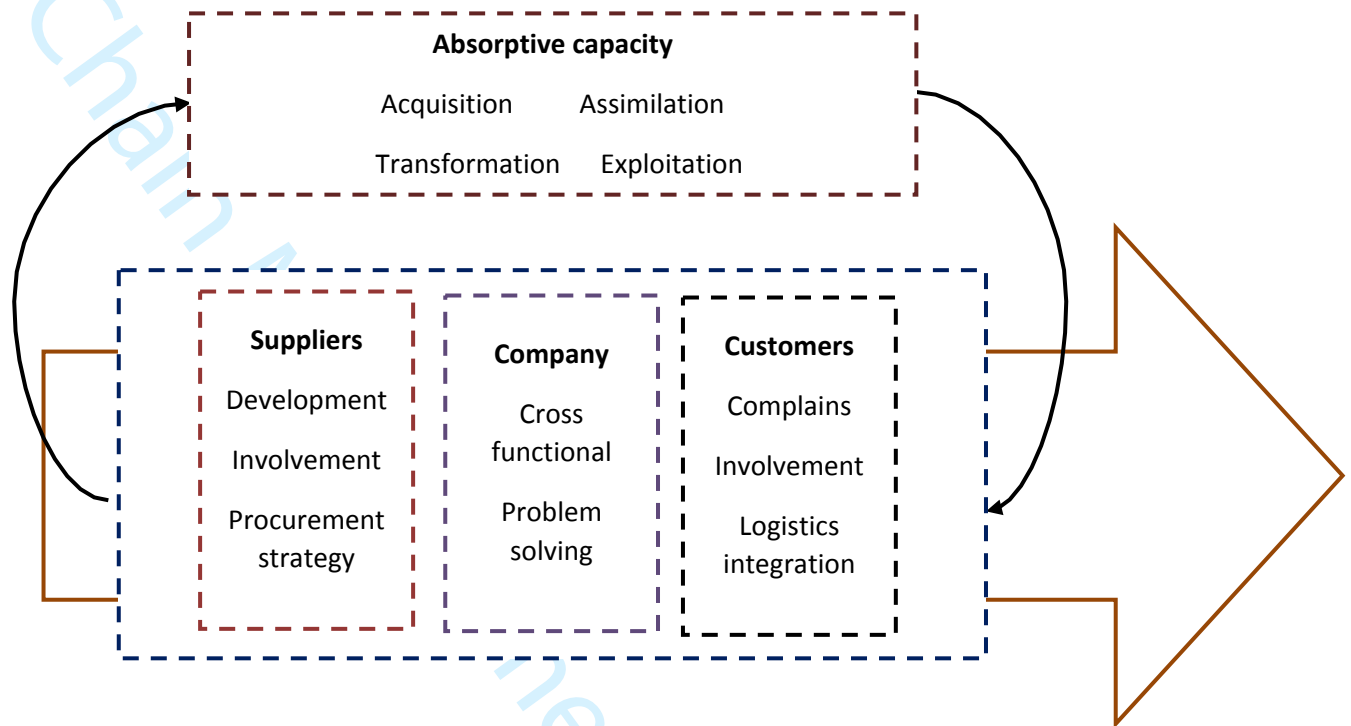 Absorptive capacity
Acquisition Assimilation
Transformation Exploitation
Suppliers
Development
Involvement
Procurement
strategy
Company
Cross
functional
Problem
solving
Customers
Complains
Involvement
Logistics
integration
Chain